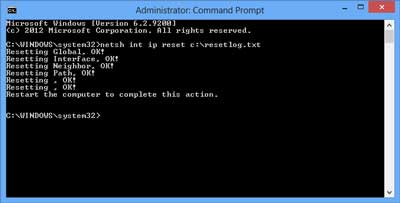 Administrator: Command Prompt
Microsoft Windows [Version 6.2.9200]
(c) 2012 Microsoft Corporation. All rights reserved.
C:\WINDOWS\system32>netsh int ip reset c:\resetlog.txt
Resetting Global, OK!
Resetting Interface, OK!
Resetting Neighbor, OK!
Resetting Path, OK!
Resetting , OK!
Resetting , OK!
Restart the computer to complete this action.
C:\WINDOWS\system32>